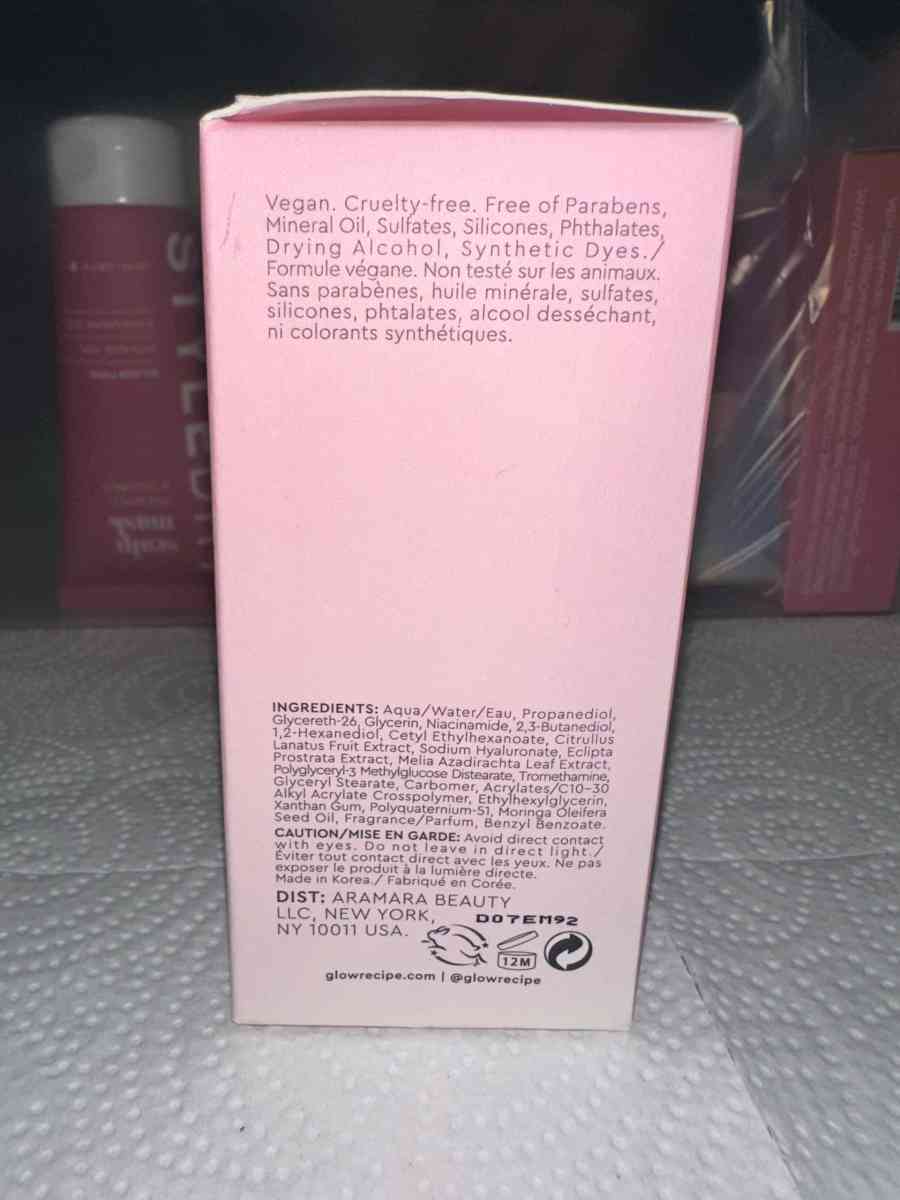 Vegan. Cruelty-free. Free of Parabens,
Mineral Oil, Sulfates, Silicones, Phthalates,
Drying Alcohol, Synthetic Dyes./
Formule végane. Non testé sur les animaux.
Sans parabènes, huile minérale, sulfates,
silicones, phtalates, alcool desséchant,
ni colorants synthétiques.
INGREDIENTS: Aqua/Water/Eau, Propanediol,
Glycereth-26, Glycerin, Niacinamide, 2,3-Butanediol,
1,2-Hexanediol, Cetyl Ethylhexanoate, Citrullus
Lanatus Fruit Extract, Sodium Hyaluronate, Eclipta
Prostrata Extract, Melia Azadirachta Leaf Extract,
Polyglyceryl-3 Methylglucose Distearate, Tromethamine,
Glyceryl Stearate, Carbomer, Acrylates/C10-30
Alkyl Acrylate Crosspolymer, Ethylhexylglycerin,
Xanthan Gum, Polyquaternium-51, Moringa Oleifera
Seed Oil, Fragrance/Parfum, Benzyl Benzoate.
CAUTION/MISE EN GARDE: Avoid direct contact
with eyes. Do not leave in direct light./
Éviter tout contact direct avec les yeux. Ne pas
exposer le produit à la lumière directe.
Made in Korea./ Fabriqué en Corée.
DIST: ARAMARA BEAUTY
LLC, NEW YORK,
NY 10011 USA.
D07EM92
12M
glowrecipe.com | @glowrecipe
scalp
mask